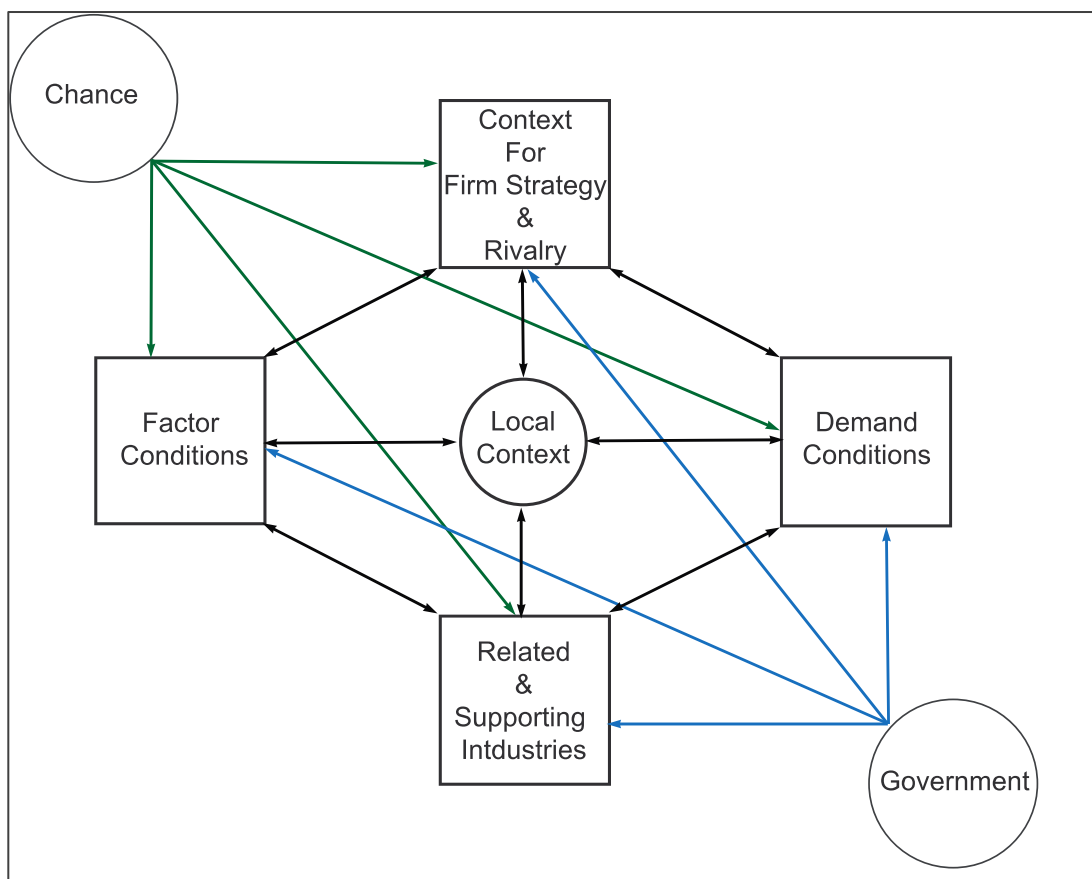 Chance
Context
For
Firm Strategy
&
Rivalry
Factor
Conditions
Local
Context
Demand
Conditions
Related
&
Supporting
Intdustries
Government